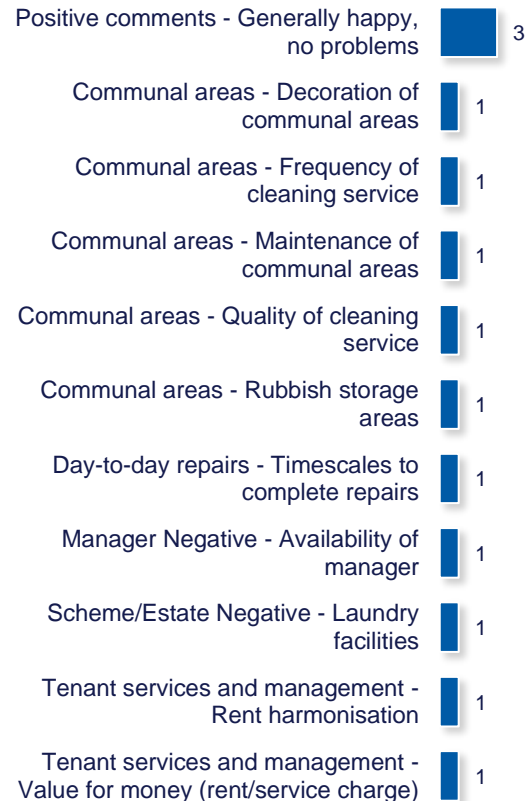 Positive comments - Generally happy,
no problems
3
Communal areas - Decoration of
communal areas
1
Communal areas - Frequency of
cleaning service
1
Communal areas - Maintenance of
communal areas
1
Communal areas - Quality of cleaning
service
1
Communal areas - Rubbish storage
areas
1
Day-to-day repairs - Timescales to
complete repairs
1
Manager Negative - Availability of
manager
1
Scheme/Estate Negative - Laundry
facilities
1
Tenant services and management -
Rent harmonisation
1
Tenant services and management -
Value for money (rent/service charge)
1